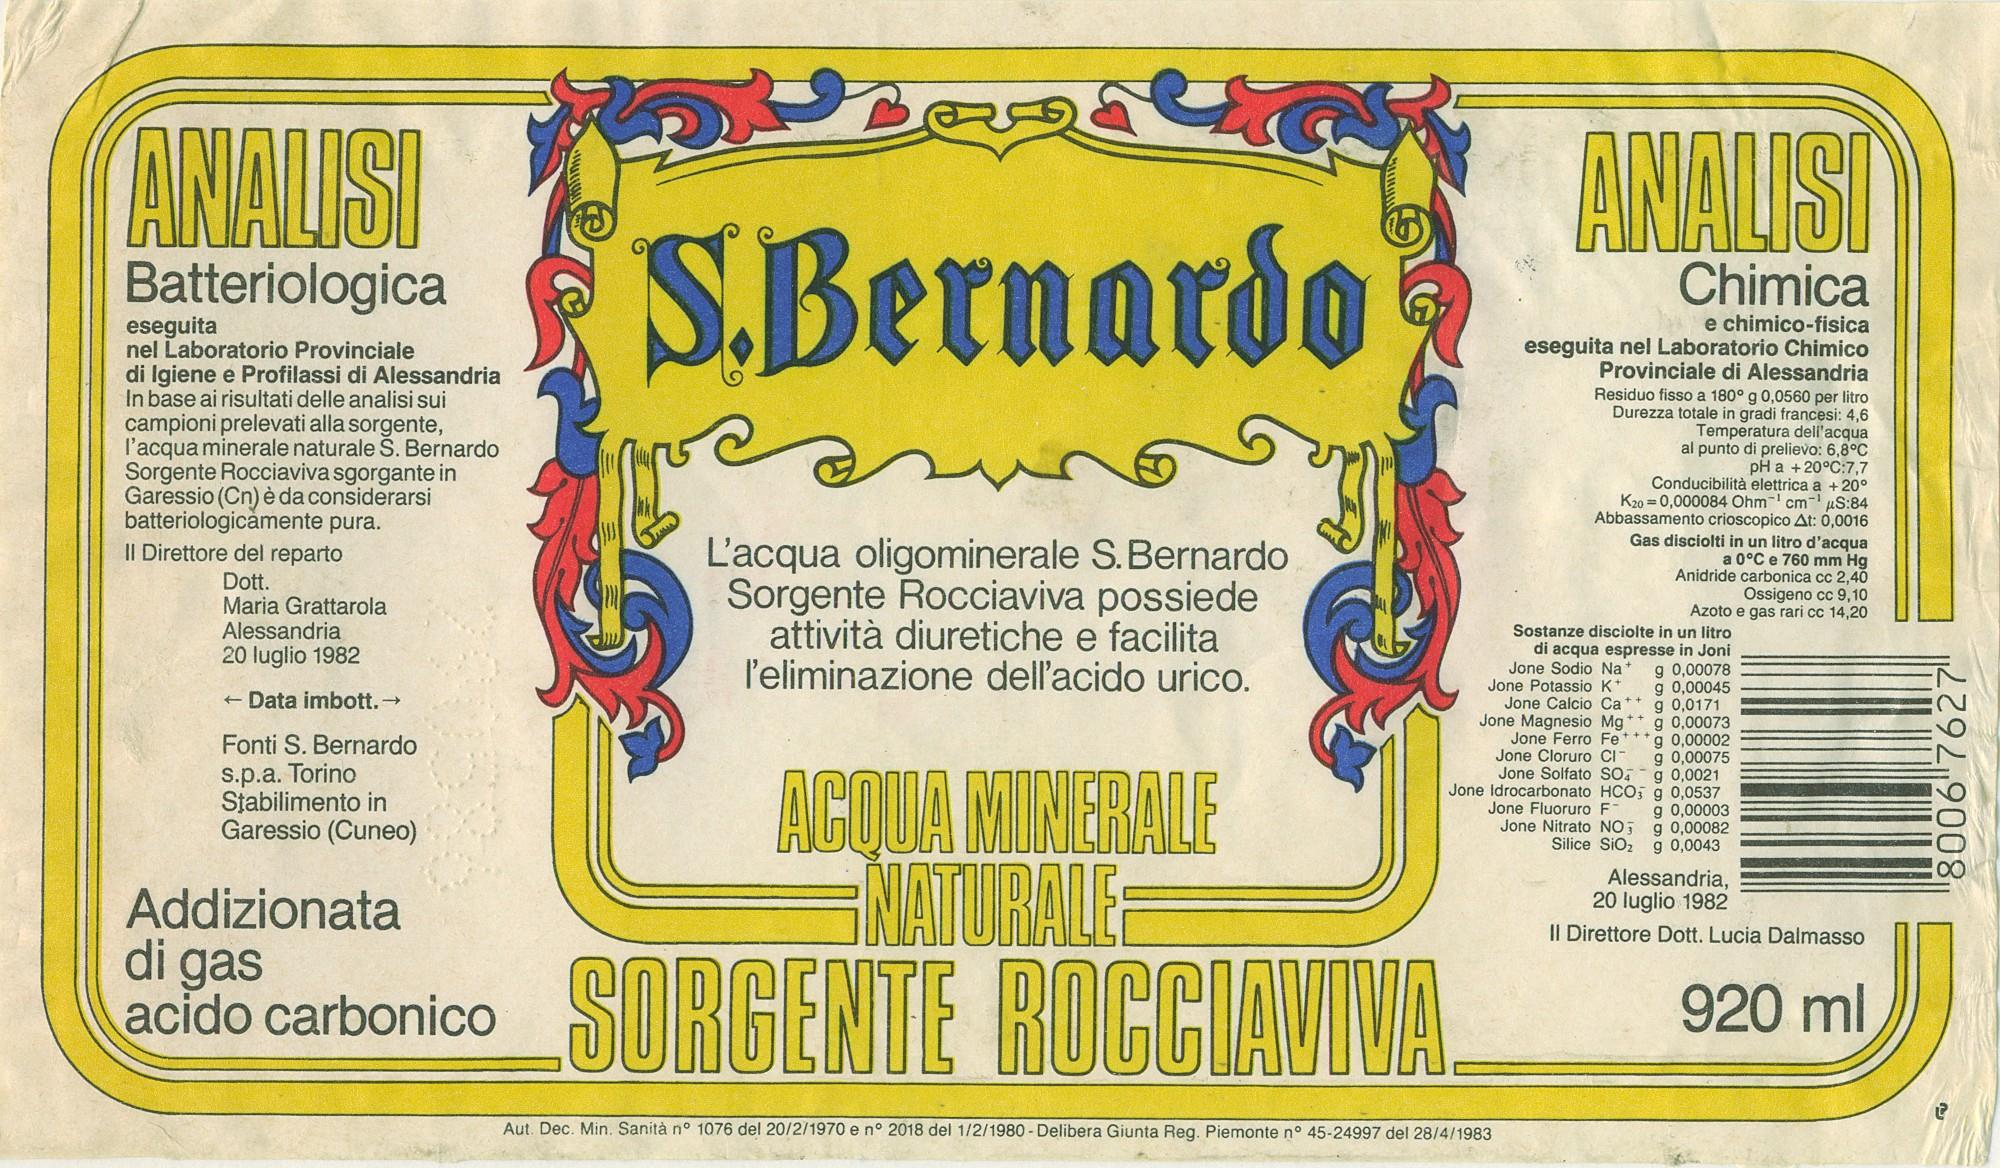 ANALISI
Batteriologica
eseguita
nel Laboratorio Provinciale
di Igiene e Profilassi di Alessandria
In base ai risultati delle analisi sui
campioni prelevati alla sorgente,
l'acqua minerale naturale S. Bernardo
Sorgente Rocciaviva sgorgante in
Garessio (Cn) è da considerarsi
batteriologicamente pura.
Il Direttore del reparto
Dott.
Maria Grattarola
Alessandria
20 luglio 1982
← Data imbott. →
Fonti S. Bernardo
s.p.a. Torino
Stabilimento in
Garessio (Cuneo)
Addizionata
di gas
acido carbonico
S. Bernardo
L'acqua oligominerale S. Bernardo
Sorgente Rocciaviva possiede
attività diuretiche e facilita
l'eliminazione dell'acido urico.
ACQUA MINERALE
NATURALE
SORGENTE ROCCIAVIVA
ANALISI
Chimica
e chimico-fisica
eseguita nel Laboratorio Chimico
Provinciale di Alessandria
Residuo fisso a 180° g 0,0560 per litro
Durezza totale in gradi francesi: 4,6
Temperatura dell'acqua
al punto di prelievo: 6,8°C
pH a +20°C:7,7
Conducibilità elettrica a +20°
K₂₀ = 0,000084 Ohm⁻¹ cm⁻¹ µS:84
Abbassamento crioscopico Δt: 0,0016
Gas disciolti in un litro d'acqua
a 0°C e 760 mm Hg
Anidride carbonica cc 2,40
Ossigeno cc 9,10
Azoto e gas rari cc 14,20
Sostanze disciolte in un litro
di acqua espresse in Joni
Jone Sodio Na⁺ g 0,00078
Jone Potassio K⁺ g 0,00045
Jone Calcio Ca⁺⁺ g 0,0171
Jone Magnesio Mg⁺⁺ g 0,00073
Jone Ferro Fe⁺⁺⁺ g 0,00002
Jone Cloruro Cl⁻ g 0,00075
Jone Solfato SO₄⁻⁻ g 0,0021
Jone Idrocarbonato HCO₃⁻ g 0,0537
Jone Fluoruro F⁻ g 0,00003
Jone Nitrato NO₃⁻ g 0,00082
Silice SiO₂ g 0,0043
Alessandria,
20 luglio 1982
Il Direttore Dott. Lucia Dalmasso
920 ml
8006 7627
Aut. Dec. Min. Sanità n° 1076 del 20/2/1970 e n° 2018 del 1/2/1980 - Delibera Giunta Reg. Piemonte n° 45-24997 del 28/4/1983